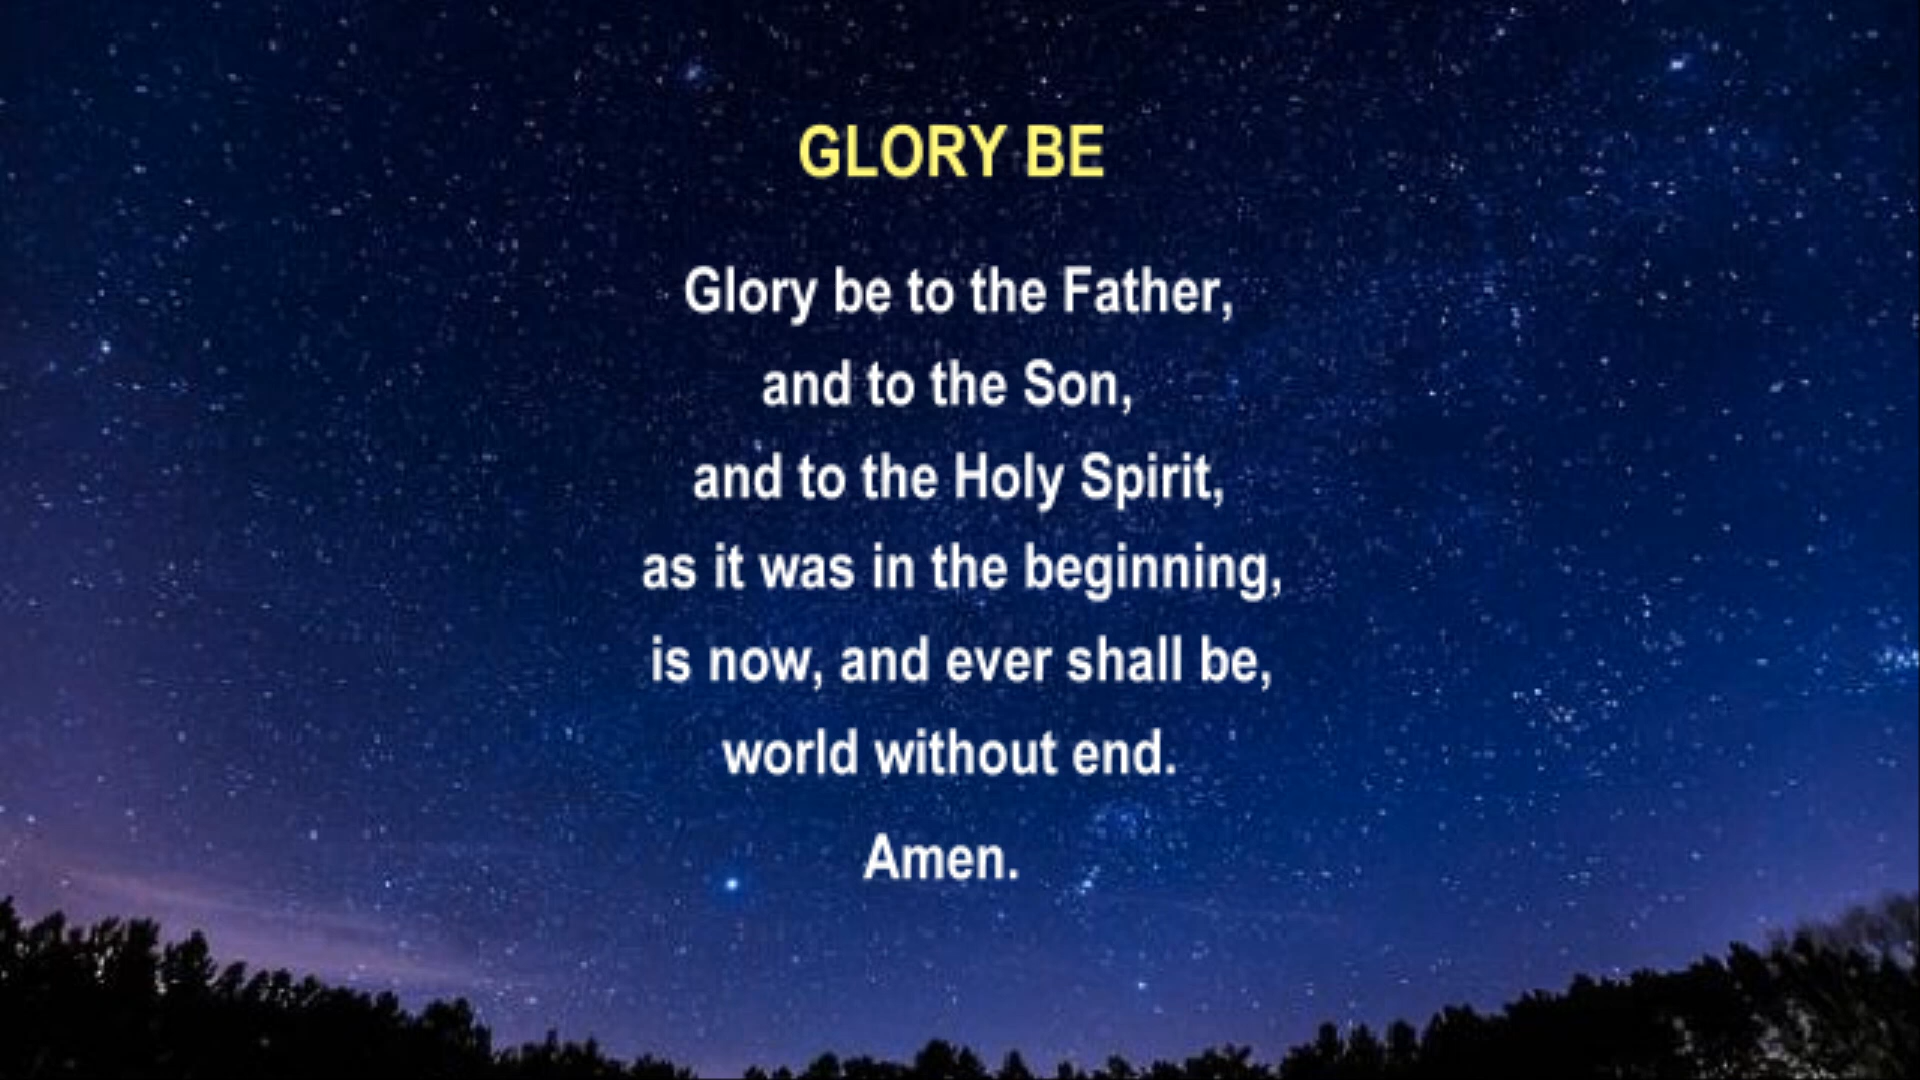 GLORY BE
Glory be to the Father,
and to the Son,
and to the Holy Spirit,
as it was in the beginning,
is now, and ever shall be,
world without end.
Amen.